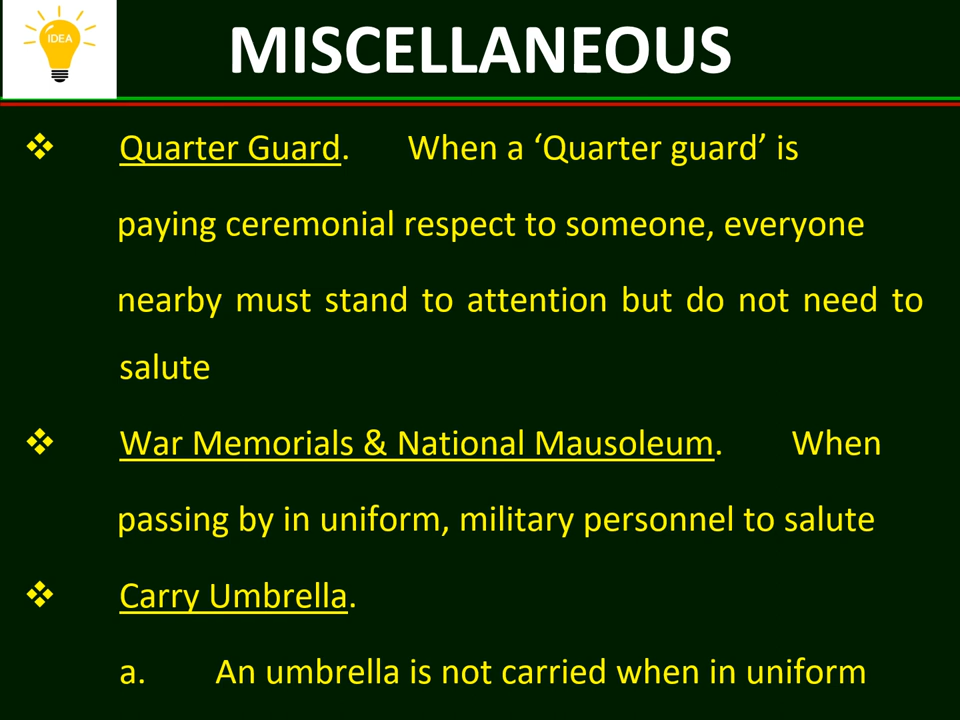 IDEA
MISCELLANEOUS
❖ Quarter Guard. When a ‘Quarter guard’ is
paying ceremonial respect to someone, everyone
nearby must stand to attention but do not need to
salute
❖ War Memorials & National Mausoleum. When
passing by in uniform, military personnel to salute
❖ Carry Umbrella.
a. An umbrella is not carried when in uniform